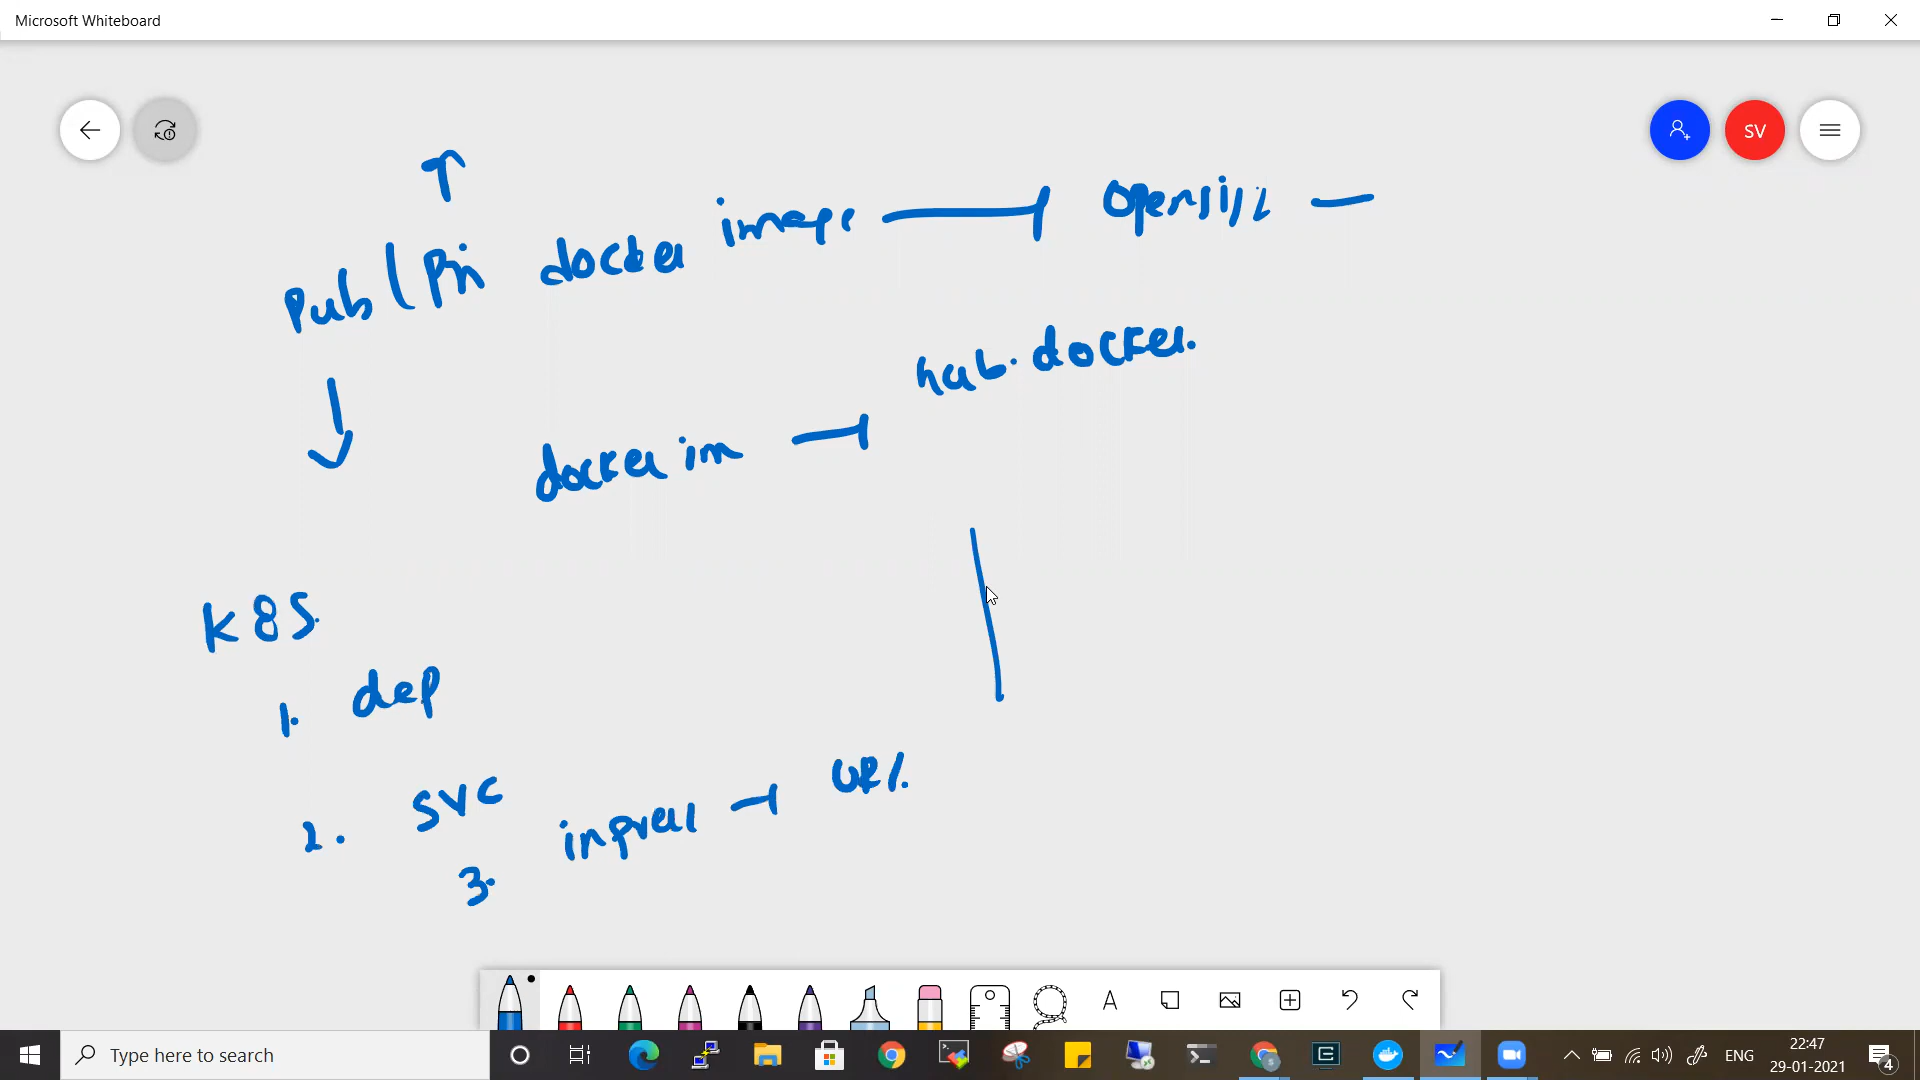 Microsoft Whiteboard
SV
image
Pub ( Pri docker
hub.docker.
docker im
K8S.
1. dep
2. SVC
3. ingress
URL.
Type here to search
ENG
22:47
29-01-2021
4